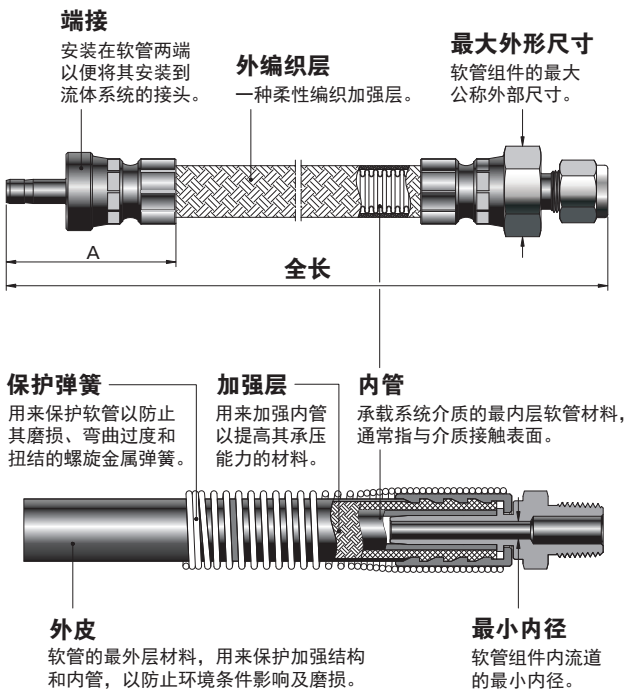 端接
安装在软管两端
以便将其安装到
流体系统的接头。
外编织层
一种柔性编织加强层。
最大外形尺寸
软管组件的最大
公称外部尺寸。
A
全长
保护弹簧
用来保护软管以防止
其磨损、弯曲过度和
扭结的螺旋金属弹簧。
加强层
用来加强内管
以提高其承压
能力的材料。
内管
承载系统介质的最内层软管材料，
通常指与介质接触表面。
外皮
软管的最外层材料，用来保护加强结构
和内管，以防止环境条件影响及磨损。
最小内径
软管组件内流道
的最小内径。